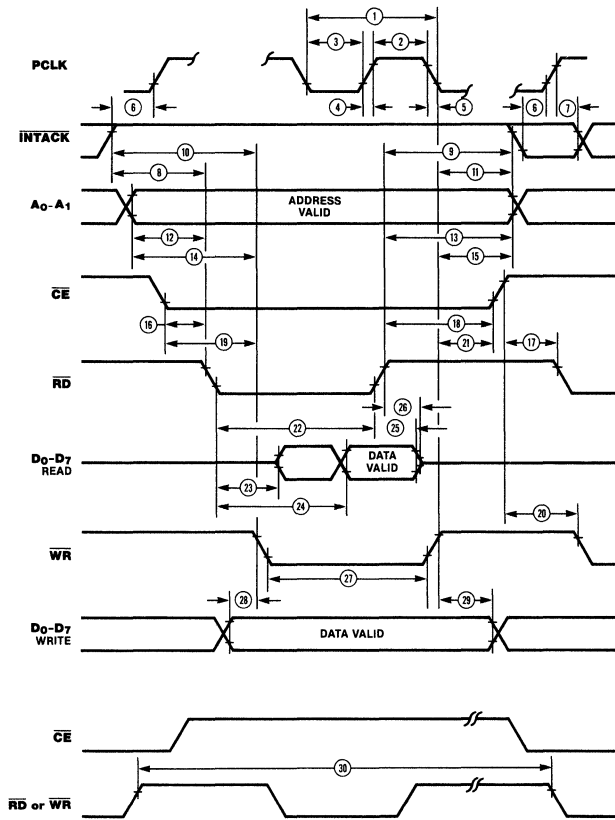 1
3 2
PCLK
6 4 5 6 7
INTACK
10 9
8 11
A0-A1 ADDRESS VALID
12 13
14 15
CE
16 18
19 21 17
RD
26
22 25
D0-D7 READ DATA VALID
23
24 20
WR
27
28 29
D0-D7 WRITE DATA VALID
CE
30
RD or WR